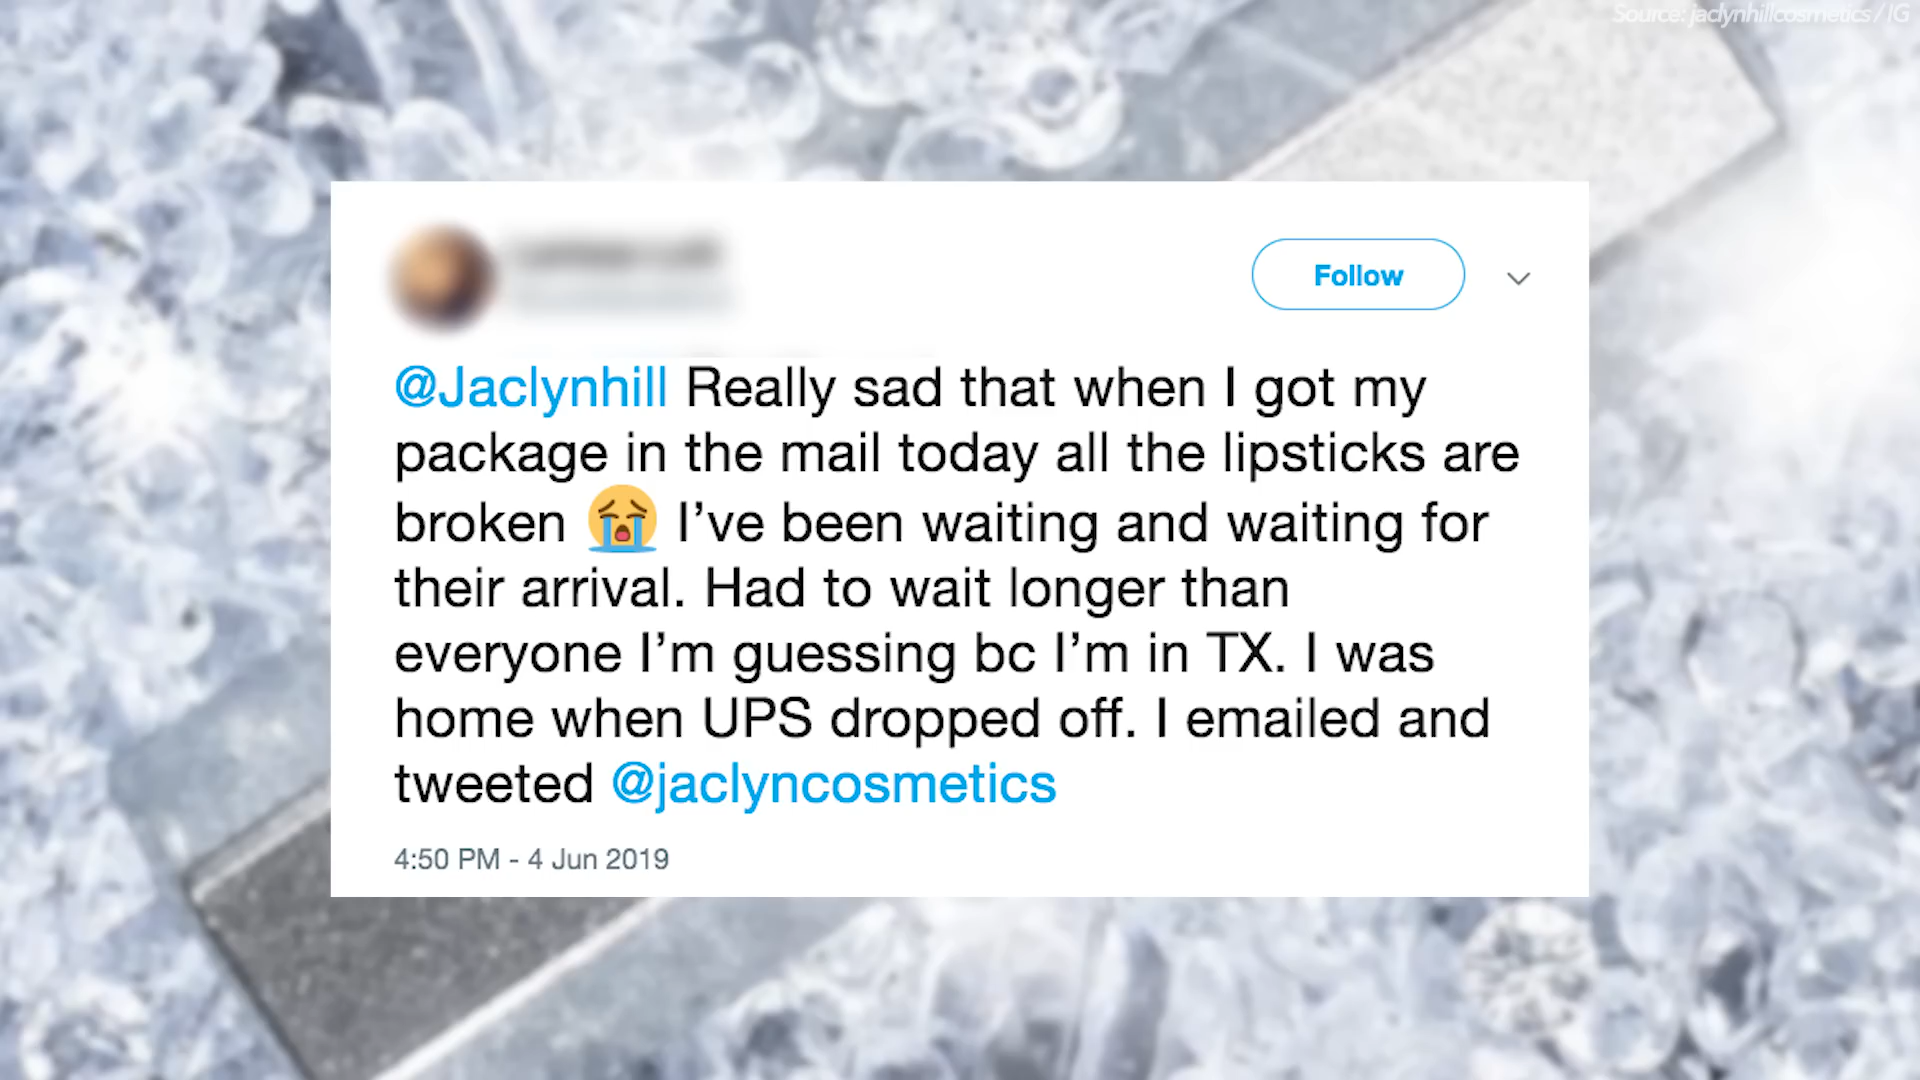 Source: jaclynhillcosmetics / IG
Follow
@Jaclynhill Really sad that when I got my
package in the mail today all the lipsticks are
broken 😭 I’ve been waiting and waiting for
their arrival. Had to wait longer than
everyone I’m guessing bc I’m in TX. I was
home when UPS dropped off. I emailed and
tweeted @jaclyncosmetics
4:50 PM - 4 Jun 2019